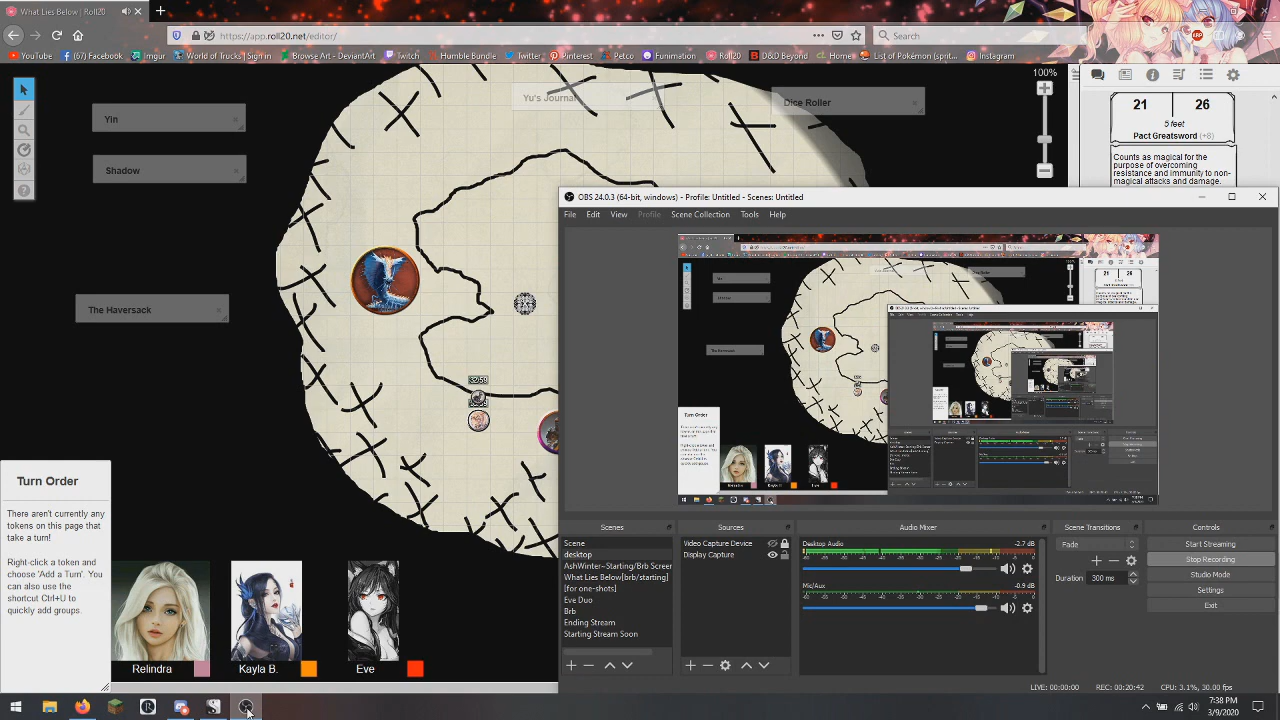 What Lies Below | Roll20
https://app.roll20.net/editor/
Search
YouTube
(67) Facebook
Imgur
World of Trucks | Sign in
Browse Art - DeviantArt
Twitch
Humble Bundle
Twitter
Pinterest
Petco
Funimation
Roll20
D&D Beyond
Home
List of Pokémon (sprit...
Instagram
100%
Yin
Shadow
Yu's Journal
Dice Roller
The Haversack
21
26
5 feet
Pact Greatsword (+8)
Counts as magical for the
purpose of overcoming
resistance and immunity to non-
magical attacks and damage.
OBS 24.0.3 (64-bit, windows) - Profile: Untitled - Scenes: Untitled
File Edit View Profile Scene Collection Tools Help
Turn Order
There aren't currently any
tokens on this page that
take a turn!
Right-click a token and
choose 'Add a Turn'. You
can also use the
shortcut Ctrl+U to
quickly add groups.
Relindra
Kayla B.
Eve
Turn Order
Relindra
Kayla B.
Eve
Scenes
Scene
desktop
AshWinter~Starting/Brb Screen
What Lies Below[brb/starting]
[for one-shots]
Eve Duo
Brb
Ending Stream
Starting Stream Soon
Sources
Video Capture Device
Display Capture
Audio Mixer
Desktop Audio
-2.7 dB
Mic/Aux
-0.9 dB
Scene Transitions
Fade
Duration 300 ms
Controls
Start Streaming
Stop Recording
Studio Mode
Settings
Exit
LIVE: 00:00:00
REC: 00:20:42
CPU: 3.1%, 30.00 fps
7:38 PM
3/9/2020